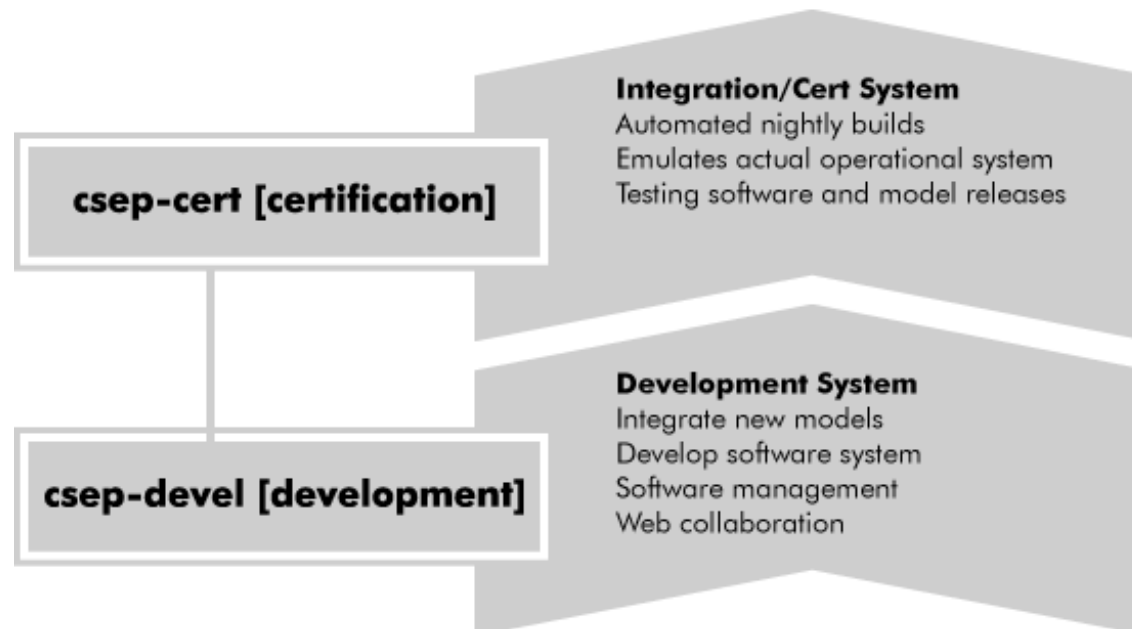 Integration/Cert System
Automated nightly builds
Emulates actual operational system
Testing software and model releases
csep-cert [certification]
Development System
Integrate new models
Develop software system
Software management
Web collaboration
csep-devel [development]